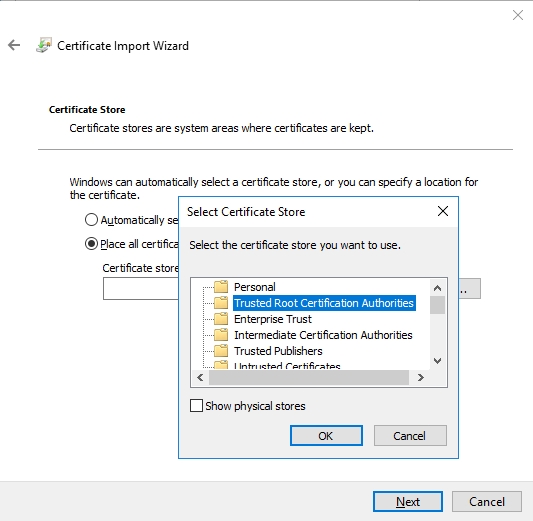 Certificate Import Wizard
Certificate Store
Certificate stores are system areas where certificates are kept.
Windows can automatically select a certificate store, or you can specify a location for
the certificate.
Automatically se
Place all certifica
Certificate store
Select Certificate Store
Select the certificate store you want to use.
Personal
Trusted Root Certification Authorities
Enterprise Trust
Intermediate Certification Authorities
Trusted Publishers
Untrusted Certificates
Show physical stores
OK
Cancel
Next
Cancel